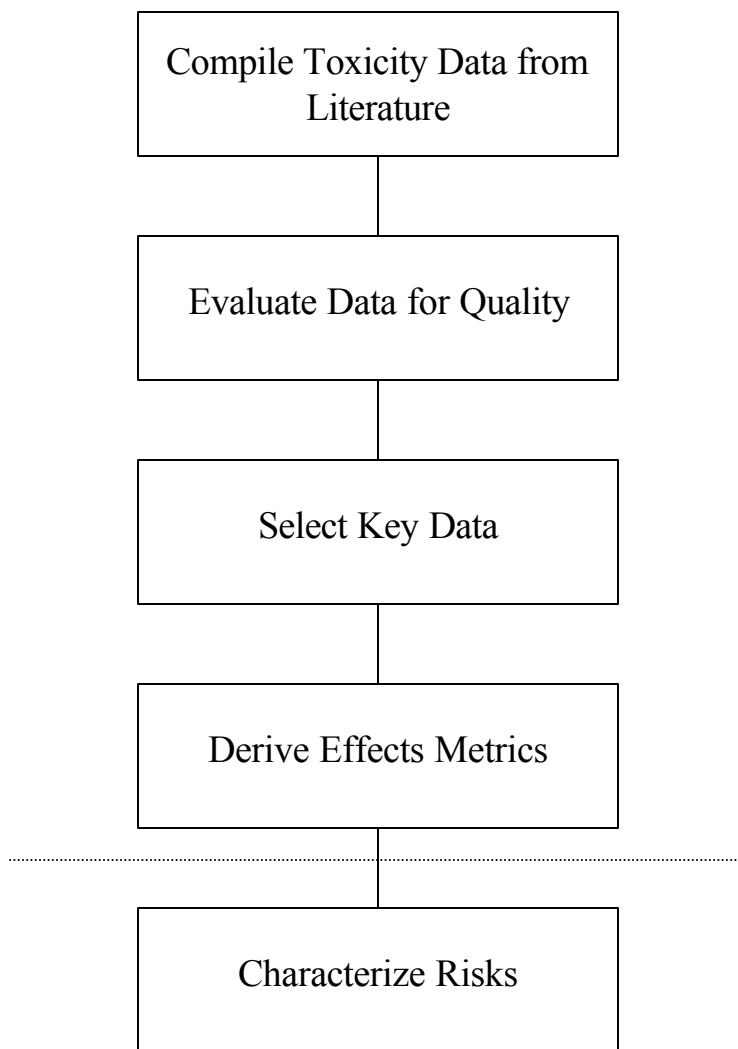 Compile Toxicity Data from
Literature
Evaluate Data for Quality
Select Key Data
Derive Effects Metrics
Characterize Risks